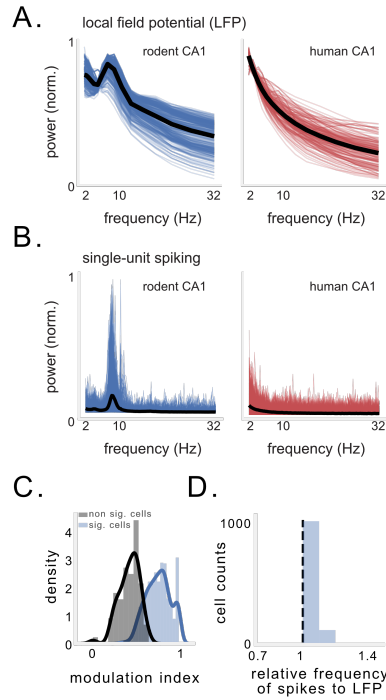 A.
local field potential (LFP)
rodent CA1
human CA1
power (norm.)
1
0
2 10 32
2 10 32
frequency (Hz)
frequency (Hz)
B.
single-unit spiking
rodent CA1
human CA1
power (norm.)
1
0
2 10 32
2 10 32
frequency (Hz)
frequency (Hz)
C.
non sig. cells
sig. cells
density
4
3
2
1
0
0 1
modulation index
D.
cell counts
1000
0
0.7 1 1.4
relative frequency
of spikes to LFP